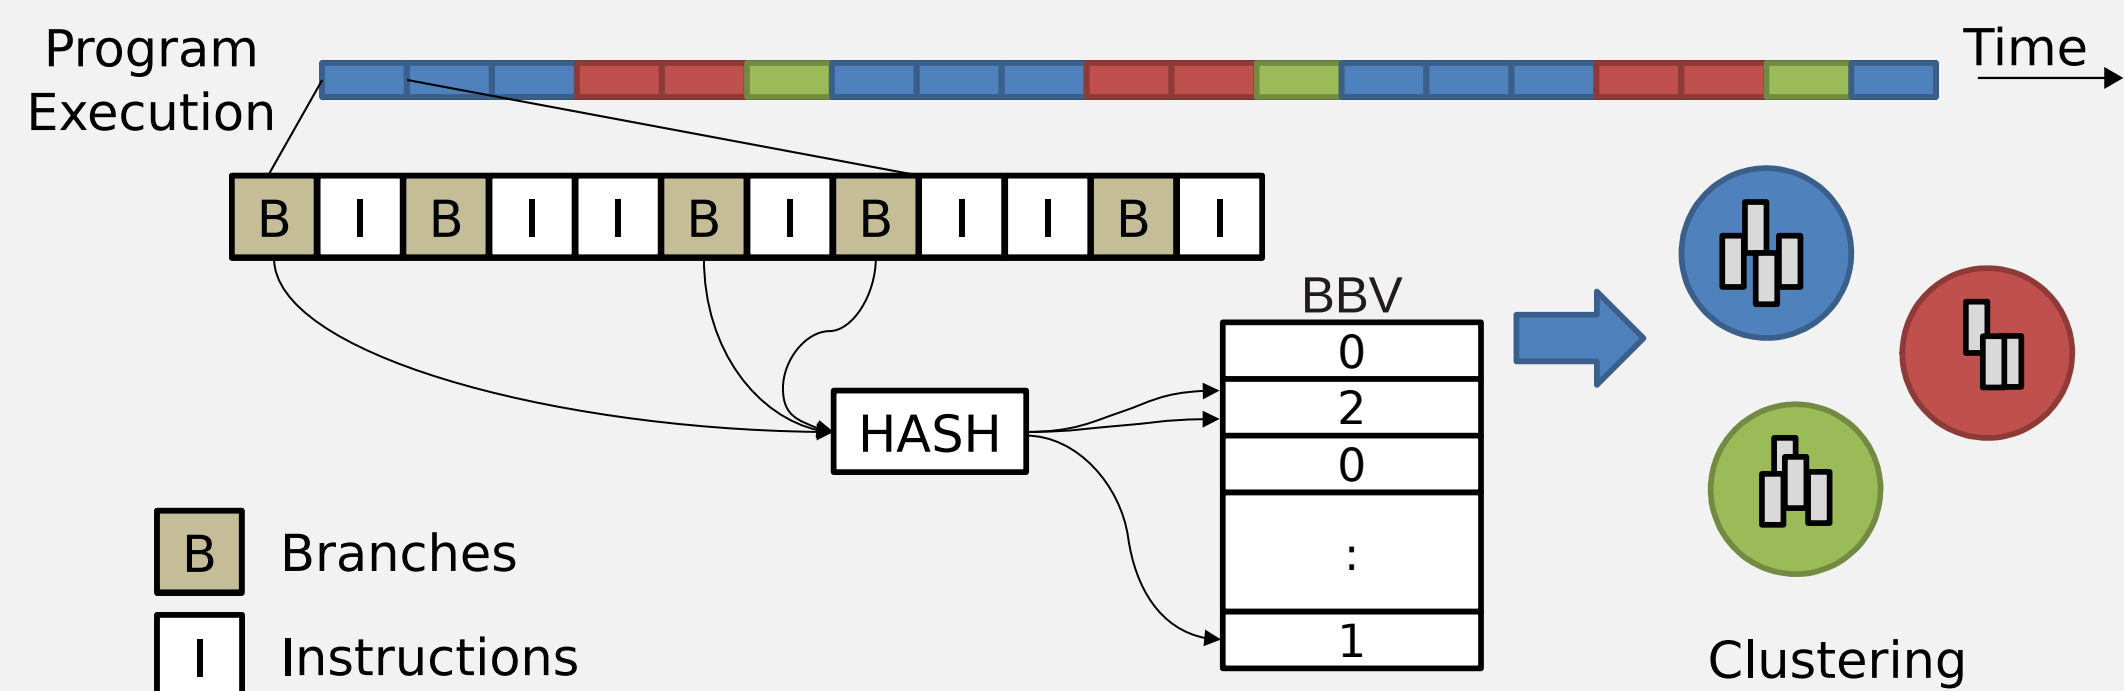 Program
Execution
Time
B I B I I B I B I I B I
BBV
0
2
0
:
1
HASH
B Branches
I Instructions
Clustering